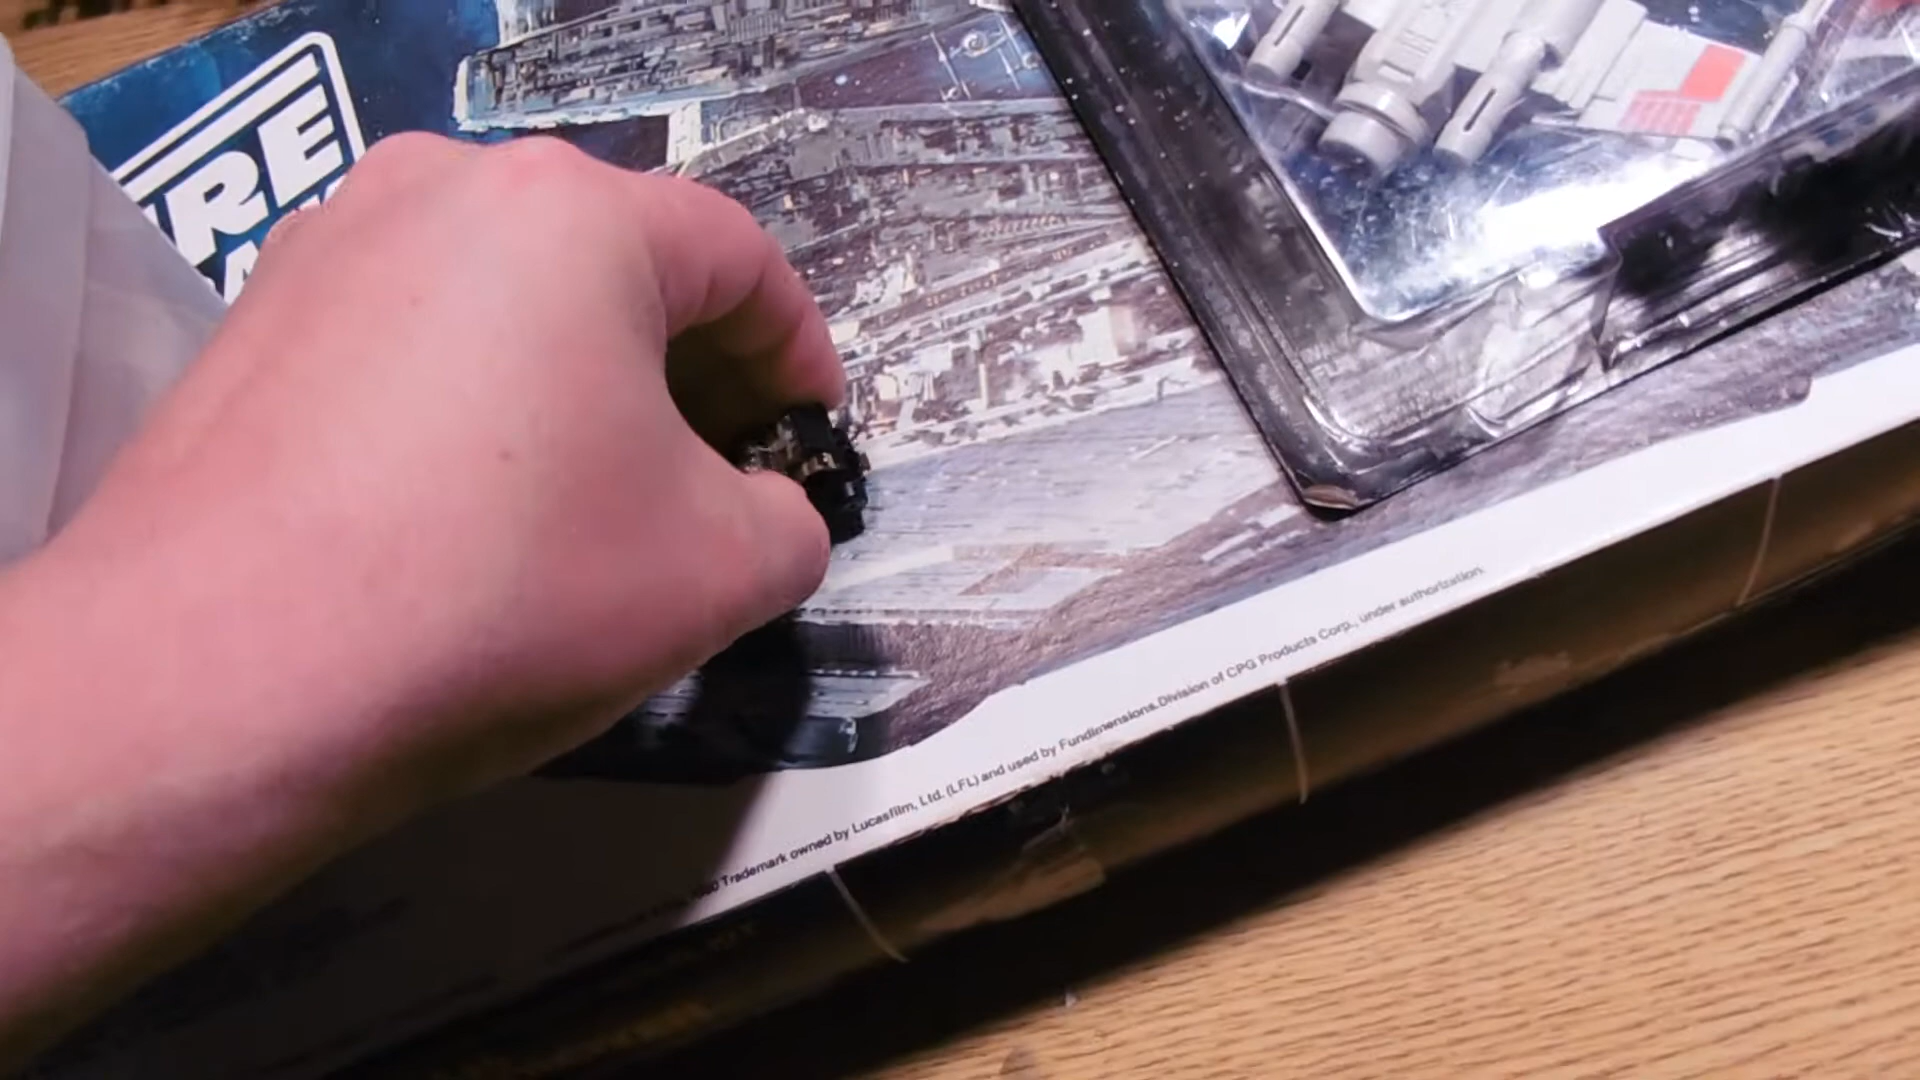 RE
Trademark owned by Lucasfilm, Ltd. (LFL) and used by Fundimensions. Division of CPG Products Corp., under authorization.